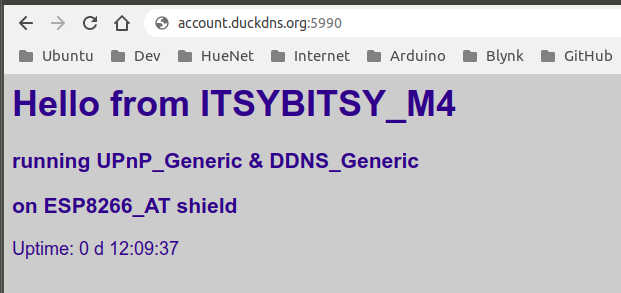 account.duckdns.org:5990
Ubuntu Dev HueNet Internet Arduino Blynk GitHub
Hello from ITSYBITSY_M4
running UPnP_Generic & DDNS_Generic
on ESP8266_AT shield
Uptime: 0 d 12:09:37